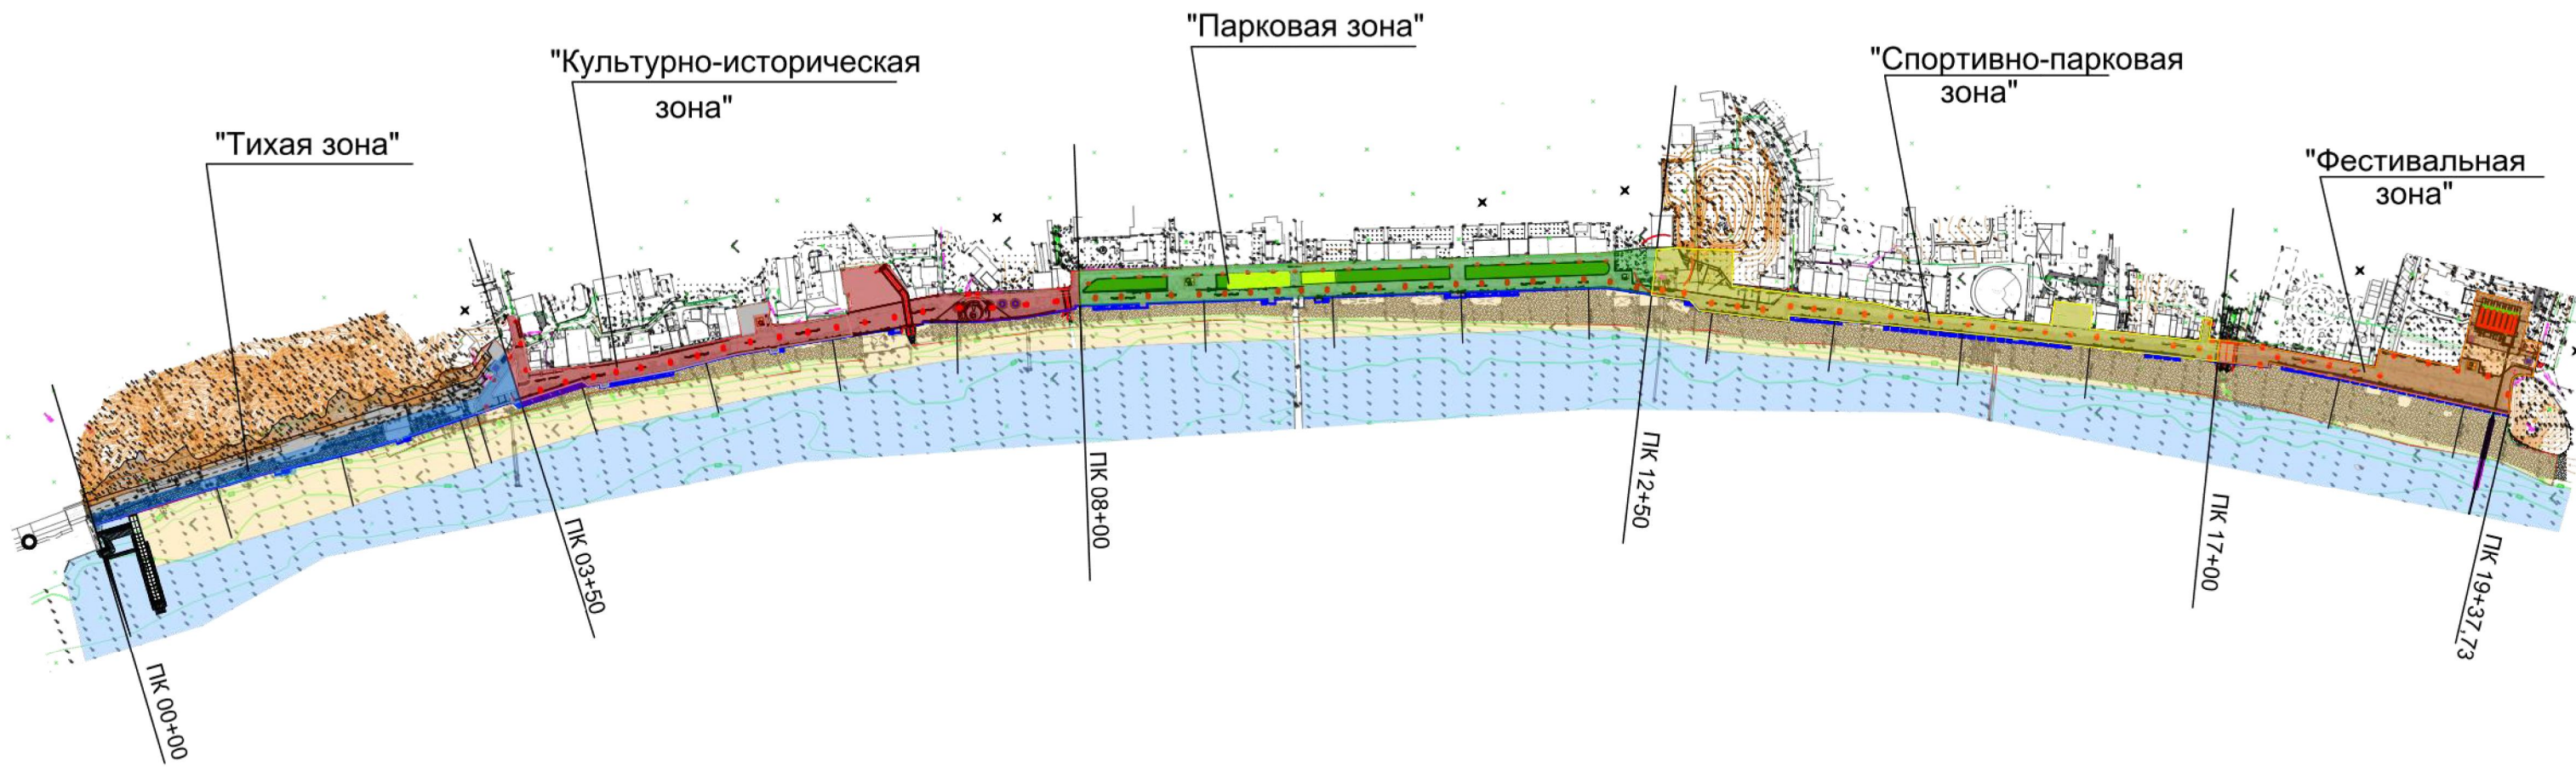 "Тихая зона"
"Культурно-историческая
зона"
"Парковая зона"
"Спортивно-парковая
зона"
"Фестивальная
зона"
ПК 00+00
ПК 03+50
ПК 08+00
ПК 12+50
ПК 17+00
ПК 19+37,73